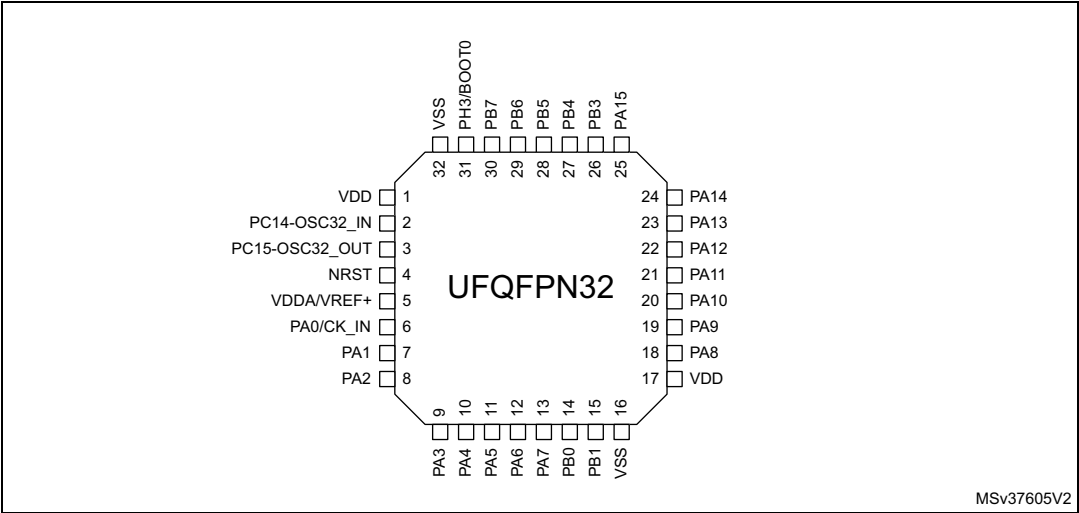 VSS
PH3/BOOT0
PB7
PB6
PB5
PB4
PB3
PA15
32
31
30
29
28
27
26
25
VDD 1
PC14-OSC32_IN 2
PC15-OSC32_OUT 3
NRST 4
VDDA/VREF+ 5
PA0/CK_IN 6
PA1 7
PA2 8
UFQFPN32
24 PA14
23 PA13
22 PA12
21 PA11
20 PA10
19 PA9
18 PA8
17 VDD
9
10
11
12
13
14
15
16
PA3
PA4
PA5
PA6
PA7
PB0
PB1
VSS
MSv37605V2